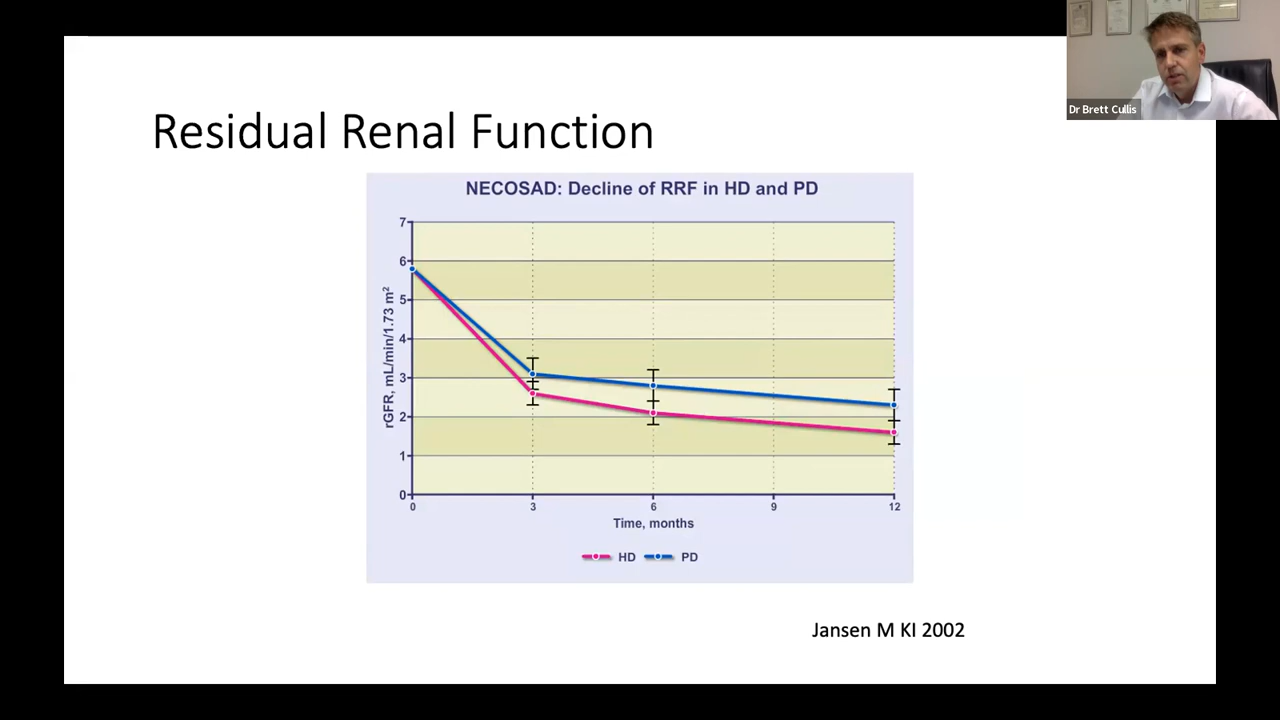 Dr Brett Cullis
Residual Renal Function
NECOSAD: Decline of RRF in HD and PD
rGFR, mL/min/1.73 m²
7
6
5
4
3
2
1
0
0 3 6 9 12
Time, months
HD PD
Jansen M KI 2002